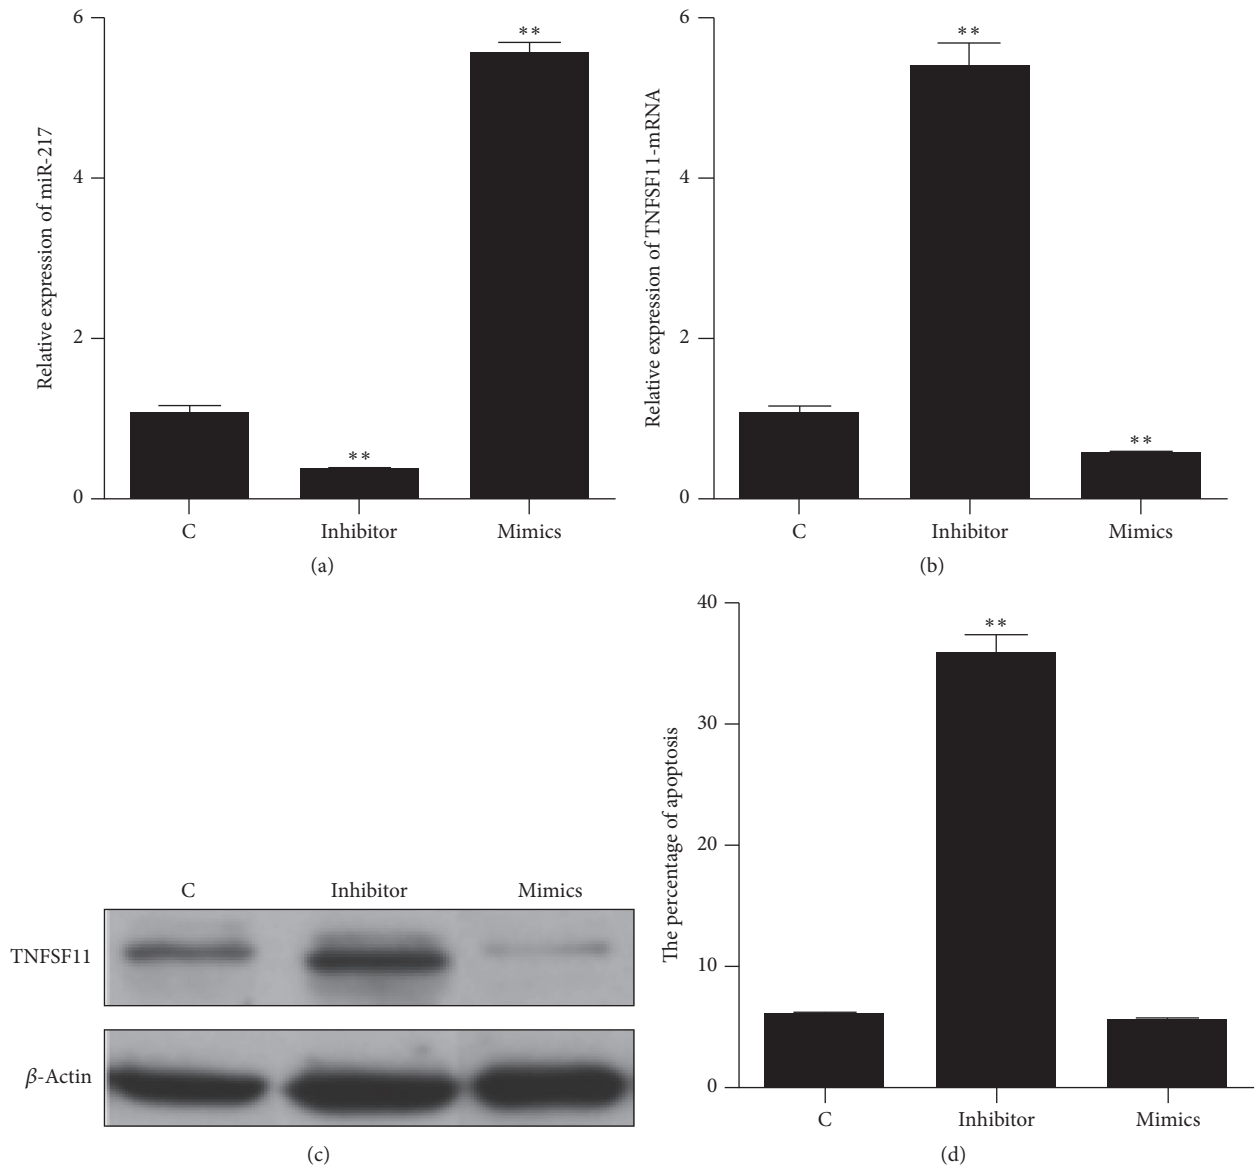 Relative expression of miR-217
6
4
2
0
**
**
C
Inhibitor
Mimics
(a)
Relative expression of TNFSF11-mRNA
6
4
2
0
**
**
C
Inhibitor
Mimics
(b)
C
Inhibitor
Mimics
TNFSF11
β-Actin
(c)
The percentage of apoptosis
40
30
20
10
0
**
C
Inhibitor
Mimics
(d)